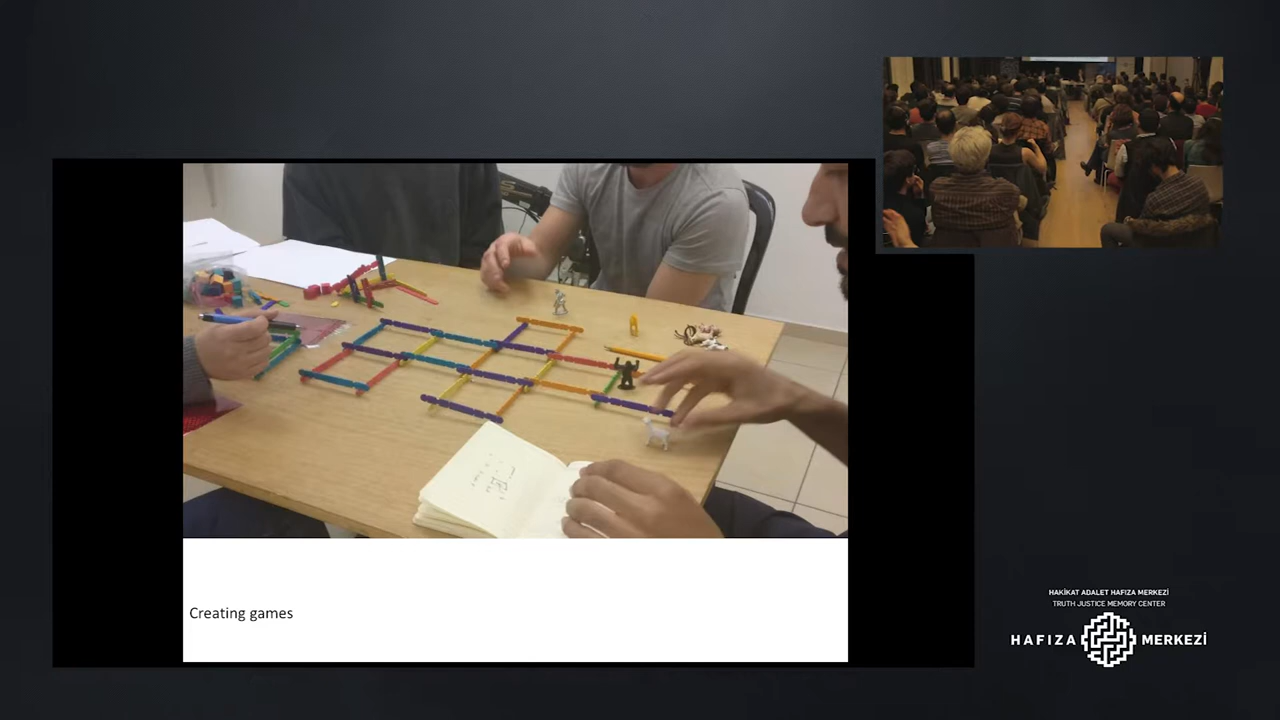 Creating games
HAKİKAT ADALET HAFIZA MERKEZİ
TRUTH JUSTICE MEMORY CENTER
HAFIZA MERKEZİ